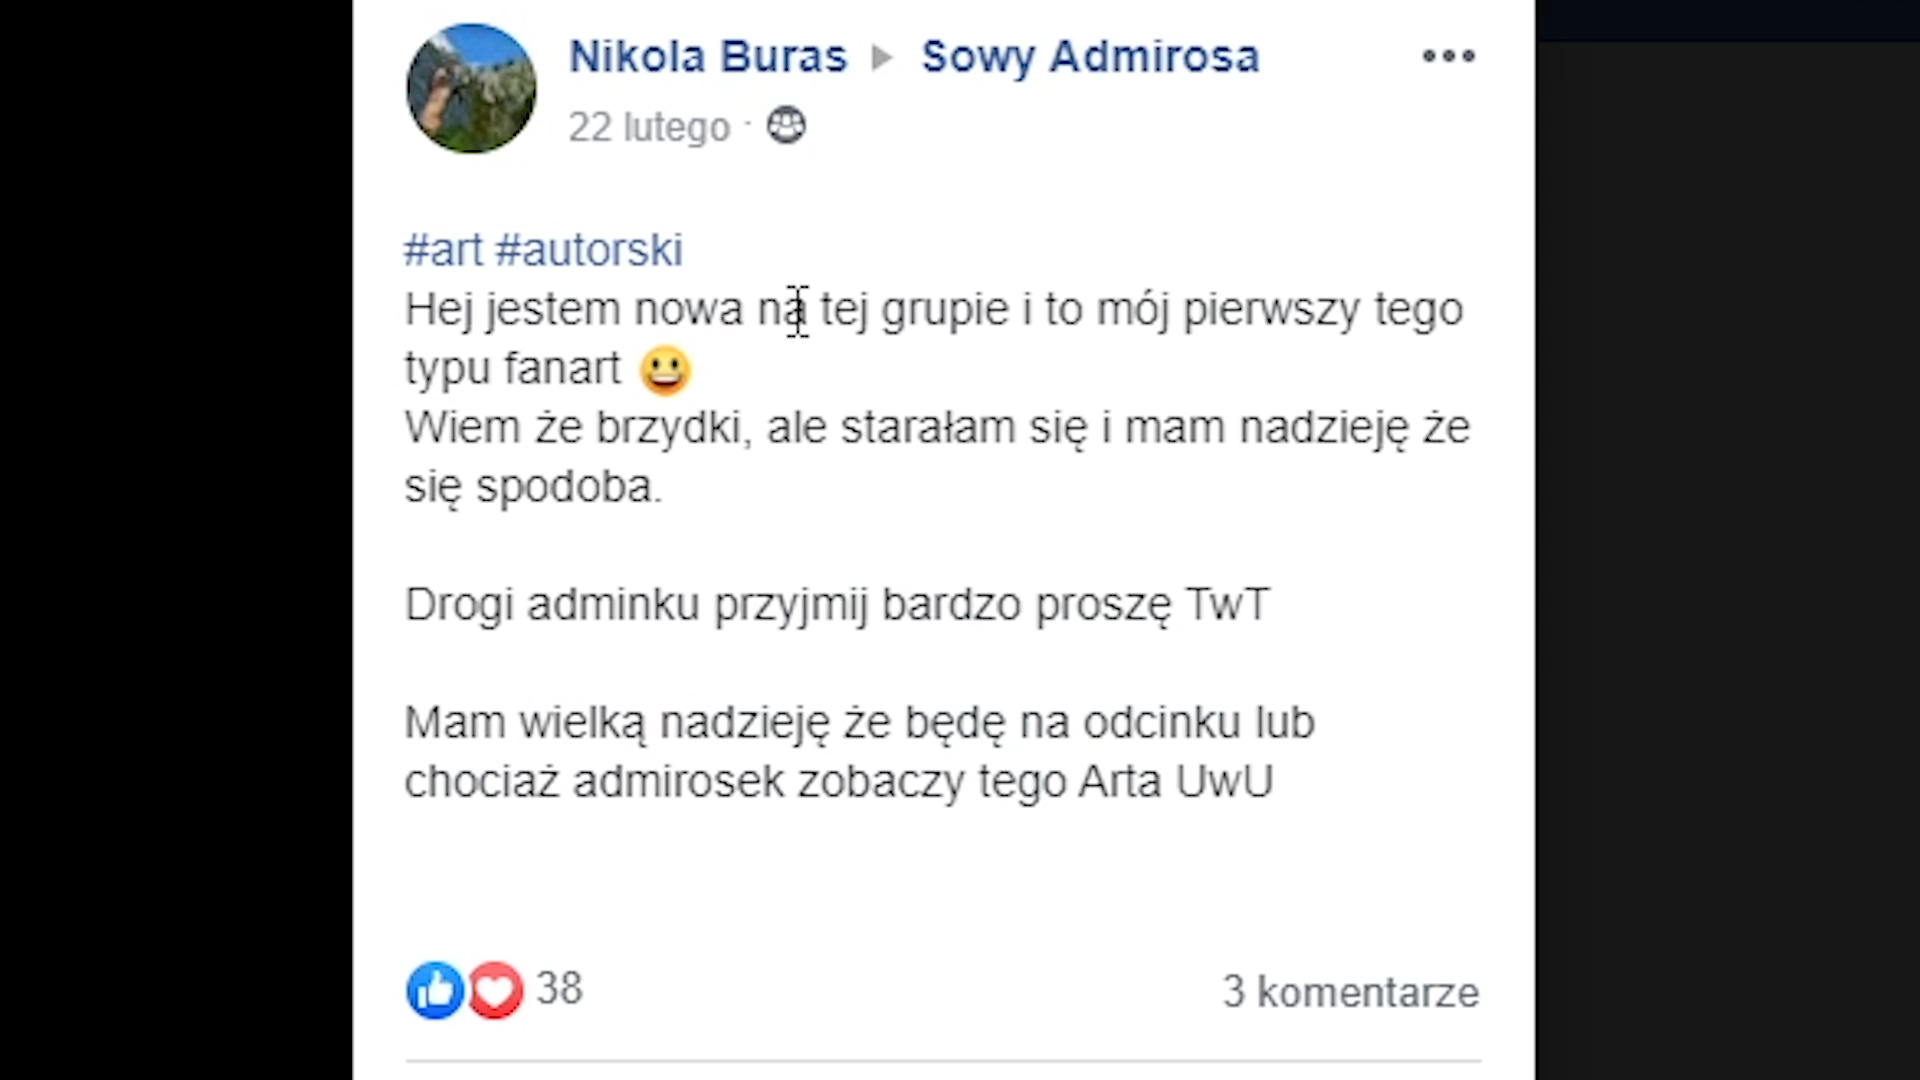 Nikola Buras ▶ Sowy Admirosa
22 lutego ·
#art #autorski
Hej jestem nowa na tej grupie i to mój pierwszy tego
typu fanart 😀
Wiem że brzydki, ale starałam się i mam nadzieję że
się spodoba.
Drogi adminku przyjmij bardzo proszę TwT
Mam wielką nadzieję że będę na odcinku lub
chociaż admirosek zobaczy tego Arta UwU
38
3 komentarze